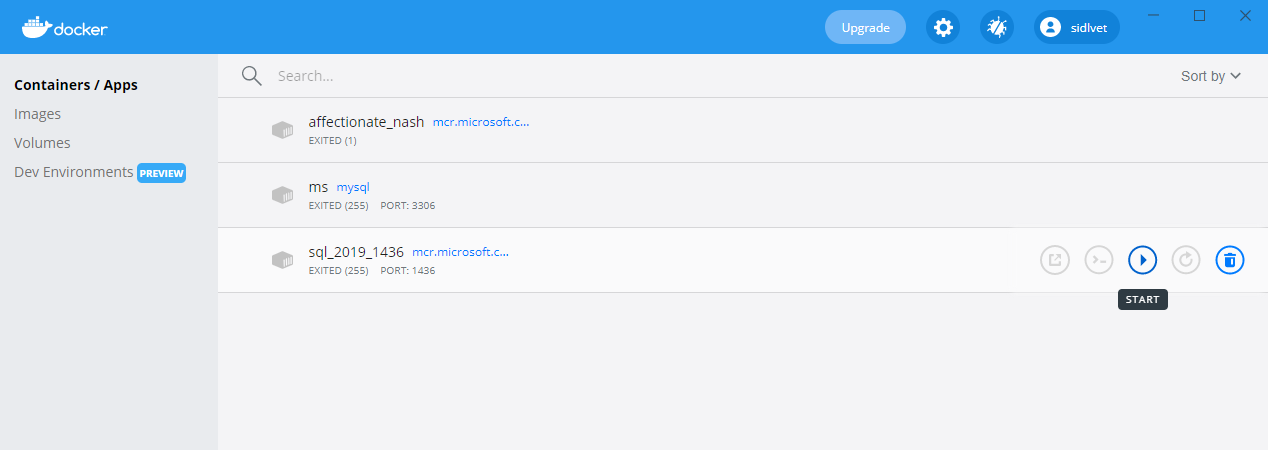 docker
Upgrade
sidlvet
Containers / Apps
Images
Volumes
Dev Environments PREVIEW
Search...
Sort by
affectionate_nash mcr.microsoft.c...
EXITED (1)
ms mysql
EXITED (255) PORT: 3306
sql_2019_1436 mcr.microsoft.c...
EXITED (255) PORT: 1436
START